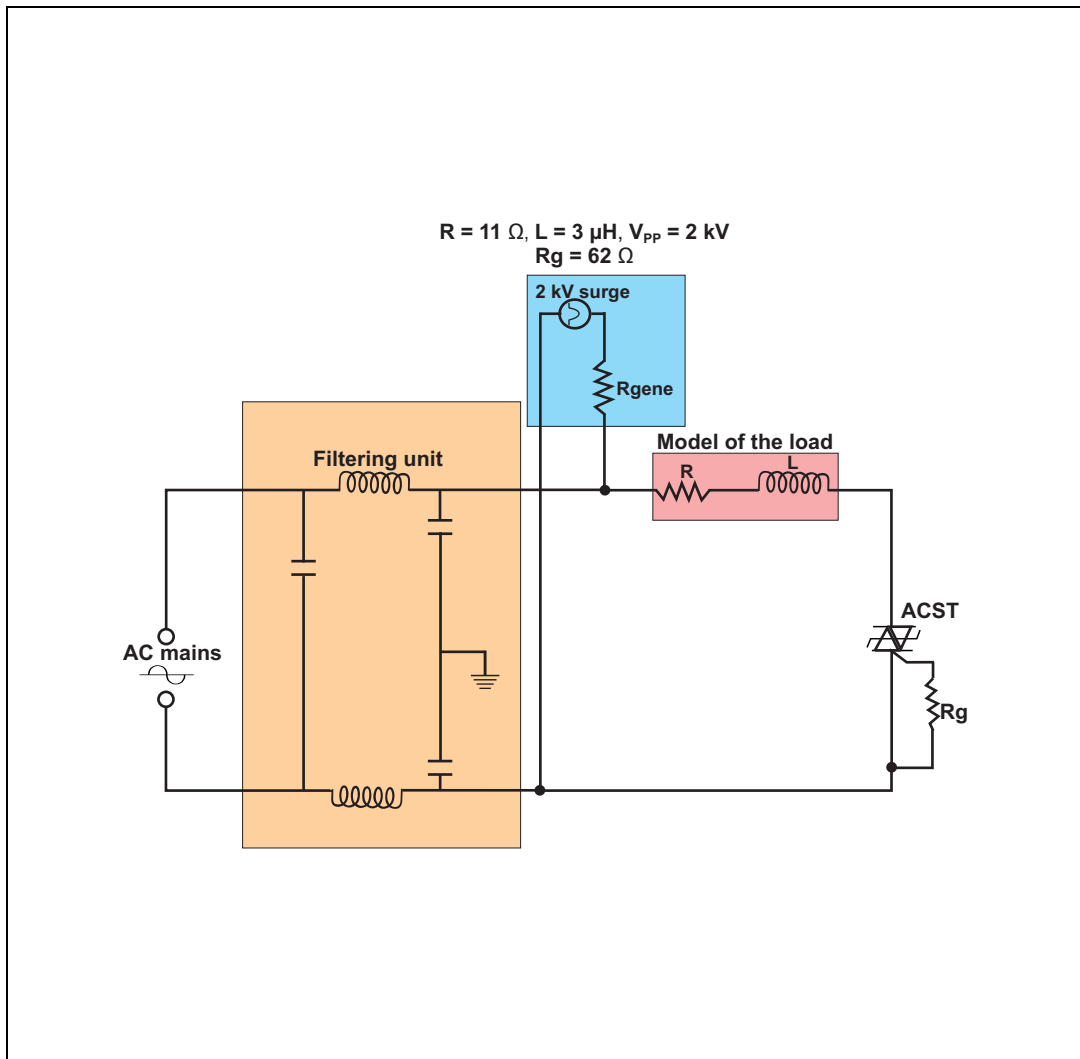 R = 11 Ω, L = 3 µH, VPP = 2 kV
Rg = 62 Ω
2 kV surge
Rgene
Model of the load
R
L
Filtering unit
ACST
AC mains
Rg